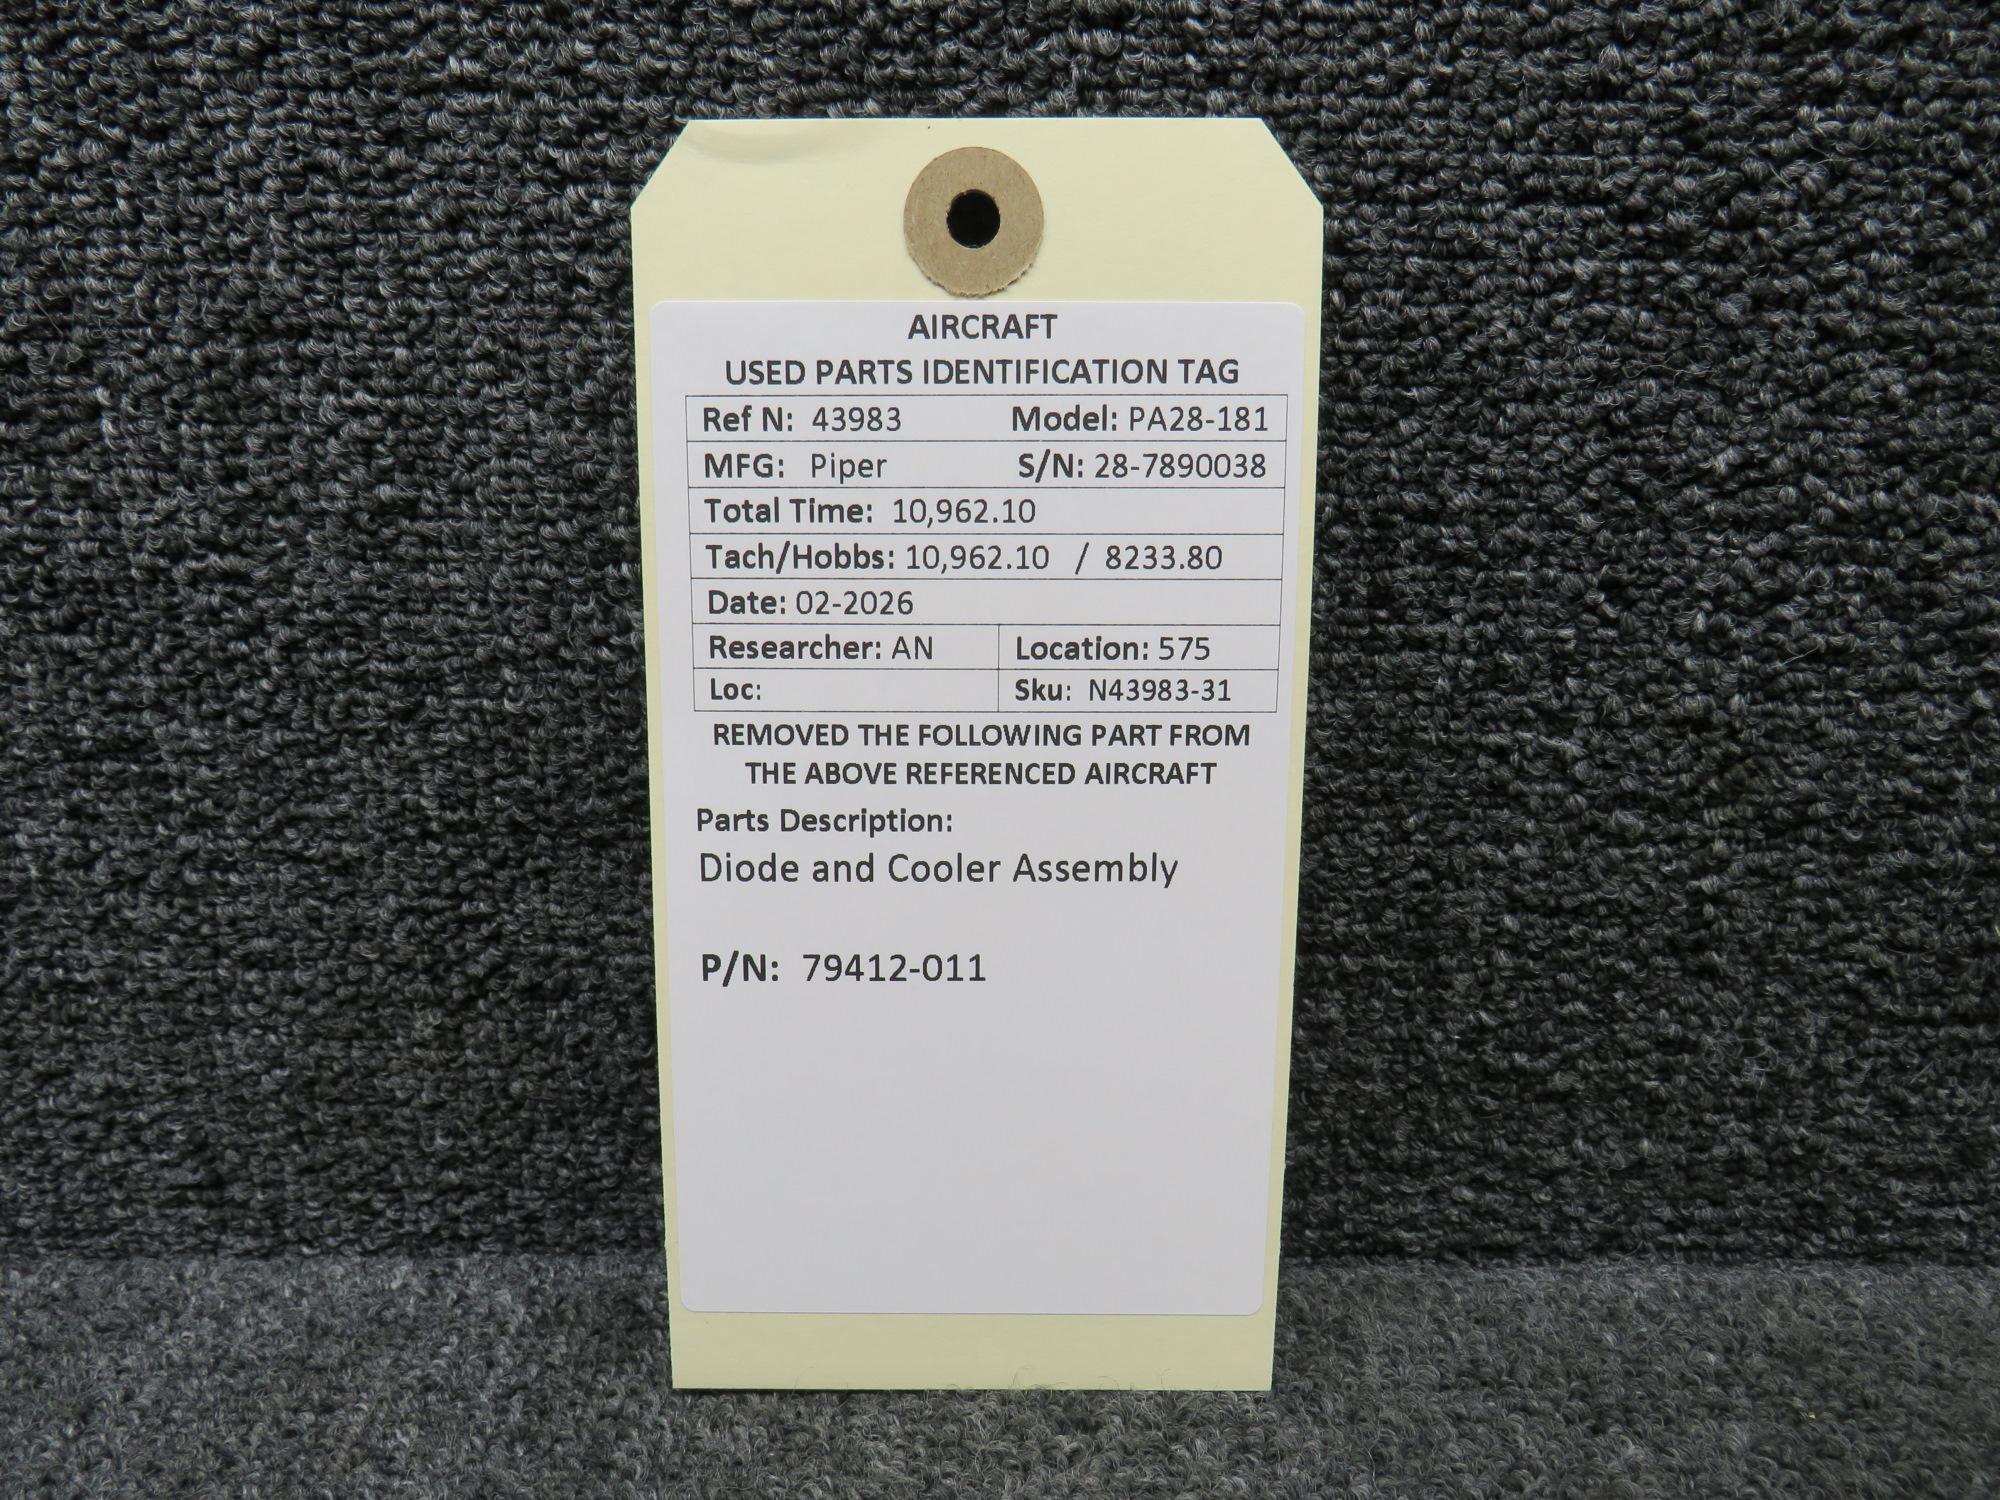 AIRCRAFT
USED PARTS IDENTIFICATION TAG
Ref N: 43983 Model: PA28-181
MFG: Piper S/N: 28-7890038
Total Time: 10,962.10
Tach/Hobbs: 10,962.10 / 8233.80
Date: 02-2026
Researcher: AN Location: 575
Loc: Sku: N43983-31
REMOVED THE FOLLOWING PART FROM
THE ABOVE REFERENCED AIRCRAFT
Parts Description:
Diode and Cooler Assembly
P/N: 79412-011